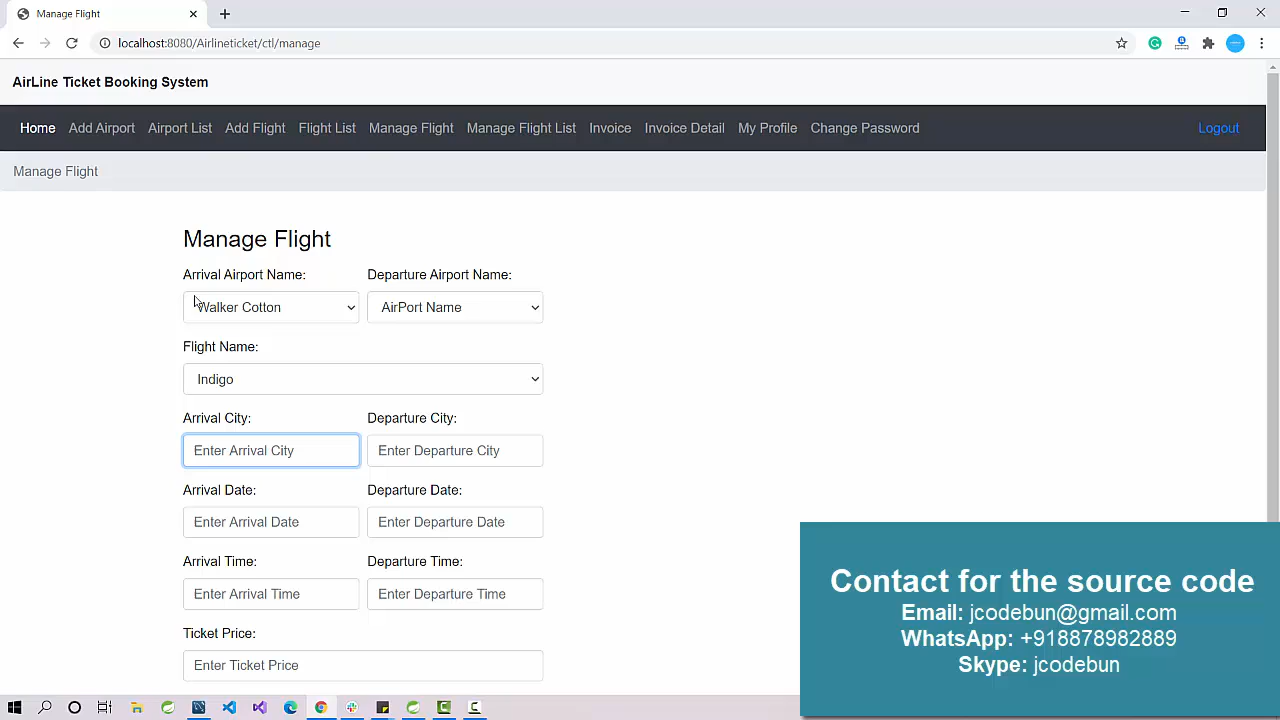 Manage Flight
localhost:8080/Airlineticket/ctl/manage
AirLine Ticket Booking System
Home Add Airport Airport List Add Flight Flight List Manage Flight Manage Flight List Invoice Invoice Detail My Profile Change Password Logout
Manage Flight
Manage Flight
Arrival Airport Name: Departure Airport Name:
Walker Cotton AirPort Name
Flight Name:
Indigo
Arrival City: Departure City:
Enter Arrival City Enter Departure City
Arrival Date: Departure Date:
Enter Arrival Date Enter Departure Date
Arrival Time: Departure Time:
Enter Arrival Time Enter Departure Time
Ticket Price:
Enter Ticket Price
Contact for the source code
Email: jcodebun@gmail.com
WhatsApp: +918878982889
Skype: jcodebun